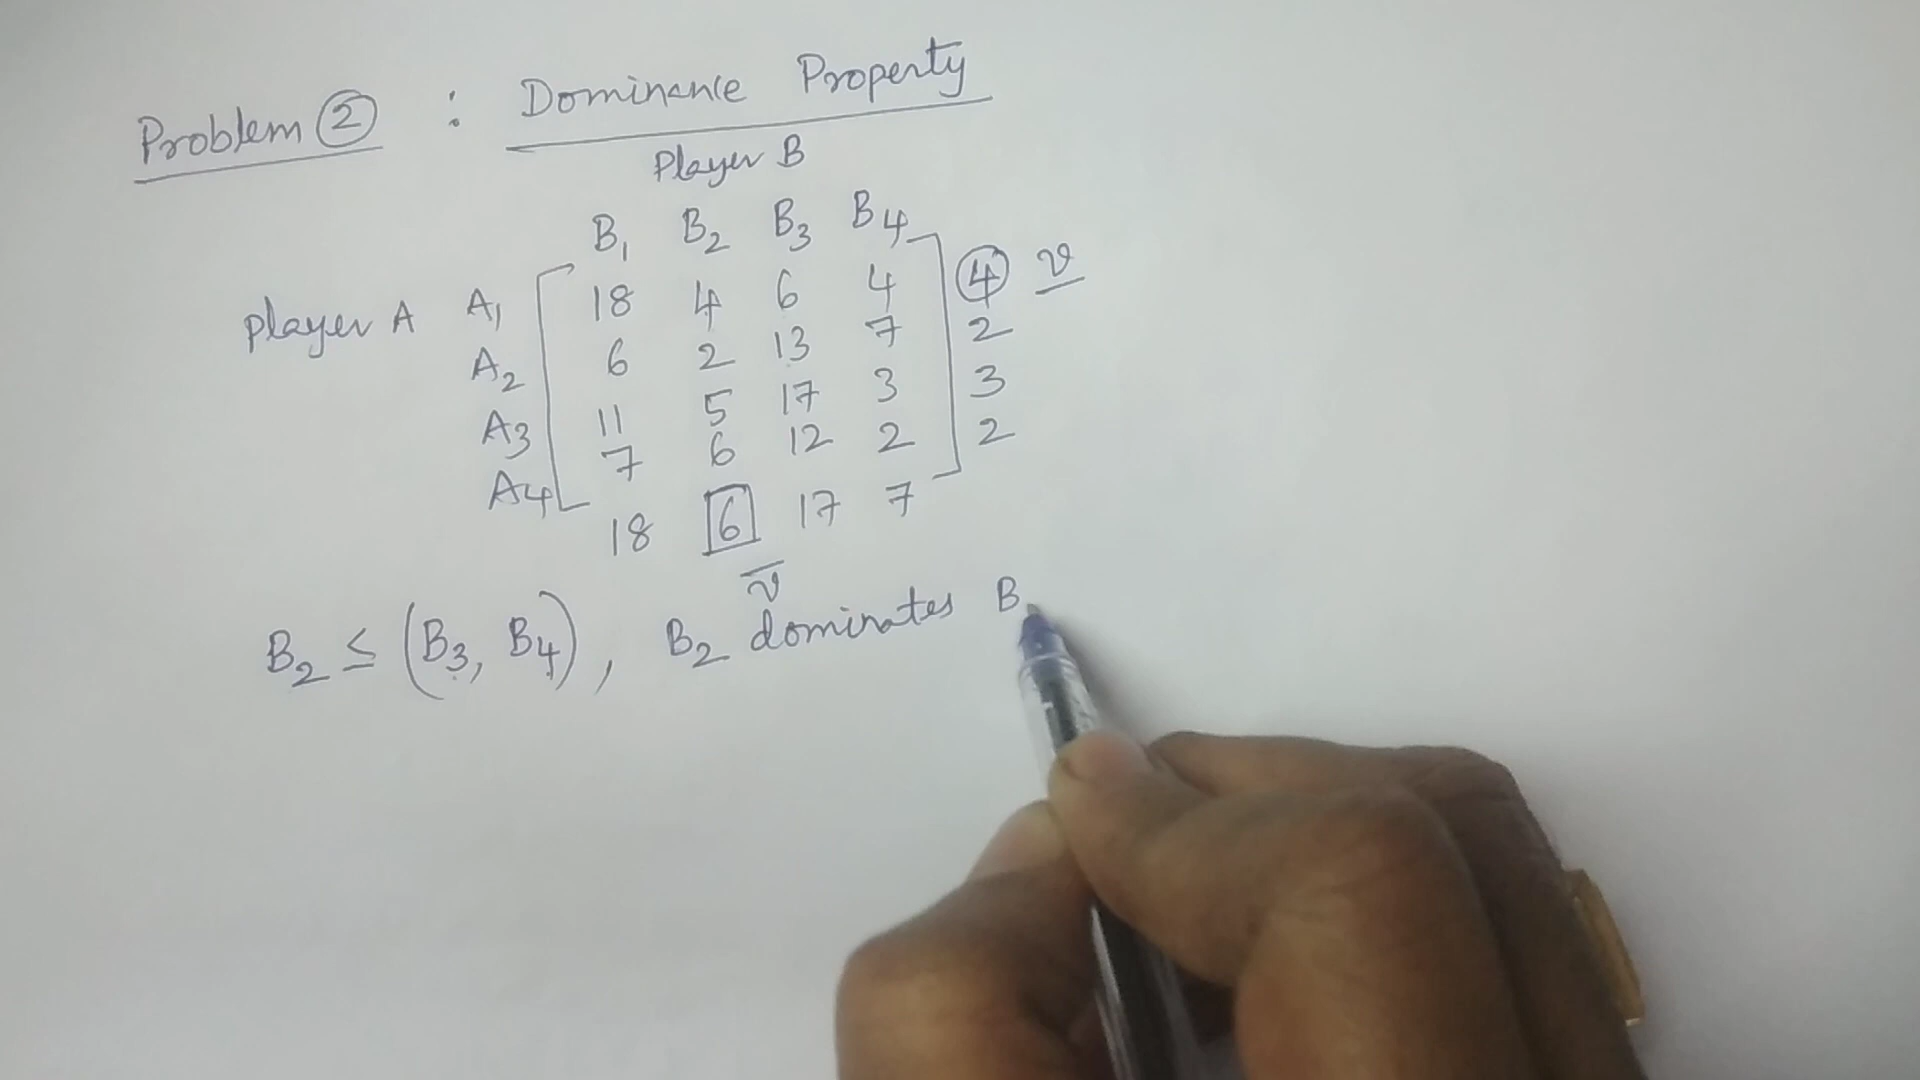 Problem ② : Dominance Property
Player B
B₁ B₂ B₃ B₄
Player A A₁ 18 4 6 4 ④ v
A₂ 6 2 13 7 2
A₃ 11 5 17 3 3
A₄ 7 6 12 2 2
18 6 17 7
v̅
B₂ ≤ (B₃, B₄), B₂ dominates B